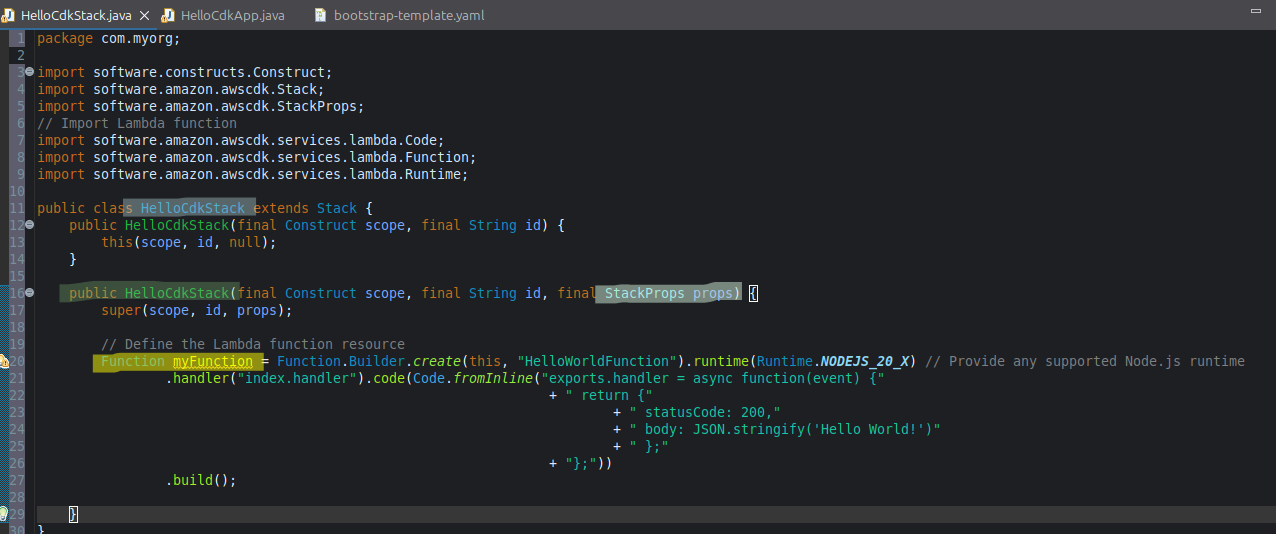 HelloCdkStack.java HelloCdkApp.java bootstrap-template.yaml
1 package com.myorg;
2
3 import software.constructs.Construct;
4 import software.amazon.awscdk.Stack;
5 import software.amazon.awscdk.StackProps;
6 // Import Lambda function
7 import software.amazon.awscdk.services.lambda.Code;
8 import software.amazon.awscdk.services.lambda.Function;
9 import software.amazon.awscdk.services.lambda.Runtime;
10
11 public class HelloCdkStack extends Stack {
12 public HelloCdkStack(final Construct scope, final String id) {
13 this(scope, id, null);
14 }
15
16 public HelloCdkStack(final Construct scope, final String id, final StackProps props) {
17 super(scope, id, props);
18
19 // Define the Lambda function resource
20 Function myFunction = Function.Builder.create(this, "HelloWorldFunction").runtime(Runtime.NODEJS_20_X) // Provide any supported Node.js runtime
21 .handler("index.handler").code(Code.fromInline("exports.handler = async function(event) {"
22 + " return {"
23 + " statusCode: 200,"
24 + " body: JSON.stringify('Hello World!')"
25 + " };"
26 + "};"))
27 .build();
28
29 }
30 }